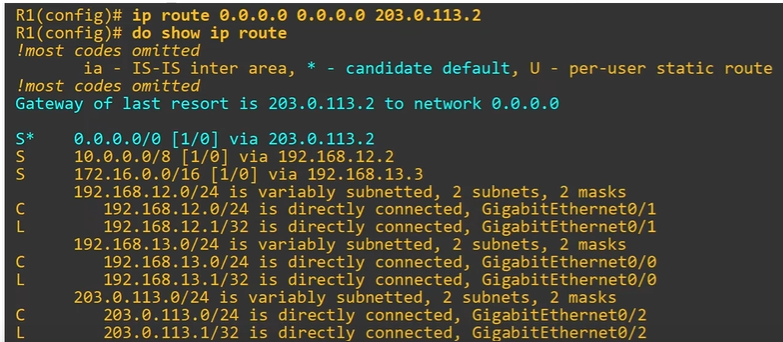 R1(config)# ip route 0.0.0.0 0.0.0.0 203.0.113.2
R1(config)# do show ip route
!most codes omitted
ia - IS-IS inter area, * - candidate default, U - per-user static route
!most codes omitted
Gateway of last resort is 203.0.113.2 to network 0.0.0.0
S* 0.0.0.0/0 [1/0] via 203.0.113.2
S 10.0.0.0/8 [1/0] via 192.168.12.2
S 172.16.0.0/16 [1/0] via 192.168.13.3
192.168.12.0/24 is variably subnetted, 2 subnets, 2 masks
C 192.168.12.0/24 is directly connected, GigabitEthernet0/1
L 192.168.12.1/32 is directly connected, GigabitEthernet0/1
192.168.13.0/24 is variably subnetted, 2 subnets, 2 masks
C 192.168.13.0/24 is directly connected, GigabitEthernet0/0
L 192.168.13.1/32 is directly connected, GigabitEthernet0/0
203.0.113.0/24 is variably subnetted, 2 subnets, 2 masks
C 203.0.113.0/24 is directly connected, GigabitEthernet0/2
L 203.0.113.1/32 is directly connected, GigabitEthernet0/2